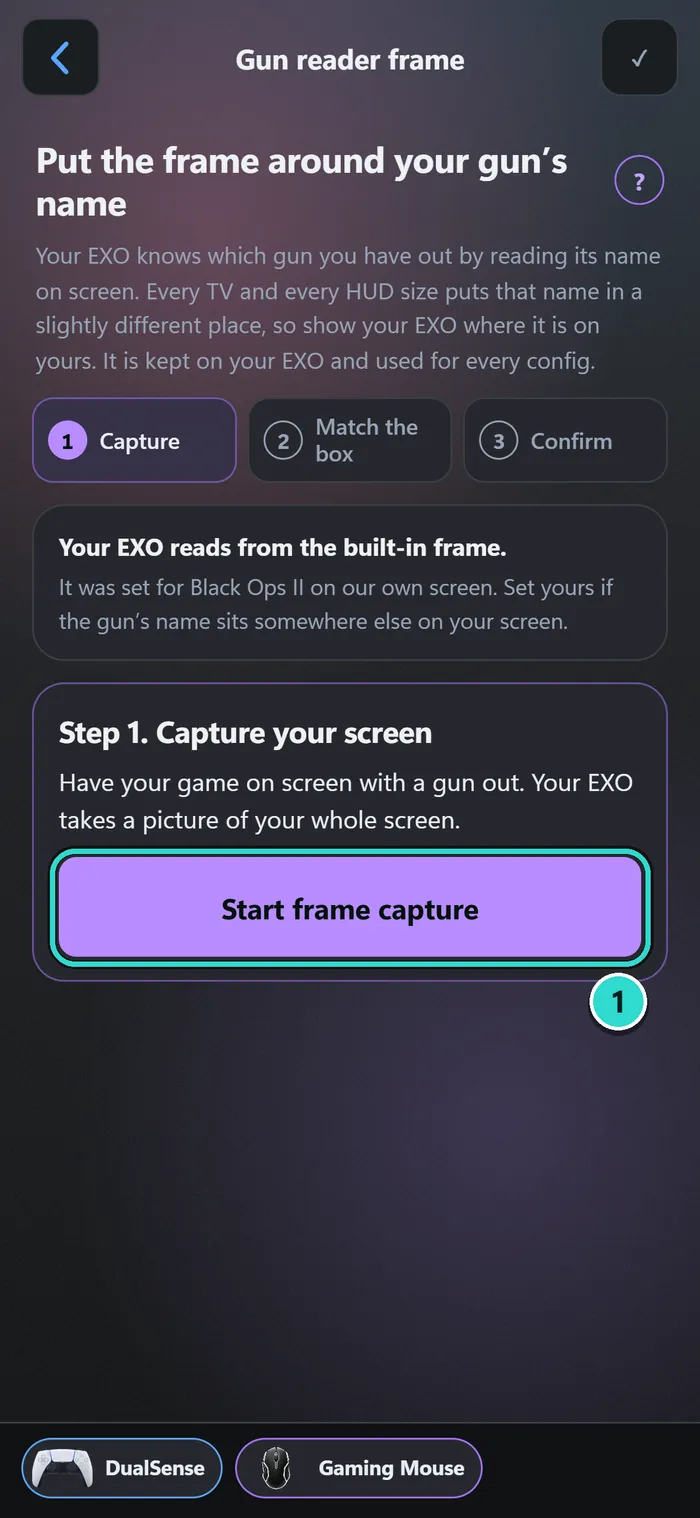 Gun reader frame
✓
Put the frame around your gun’s
name
?
Your EXO knows which gun you have out by reading its name
on screen. Every TV and every HUD size puts that name in a
slightly different place, so show your EXO where it is on
yours. It is kept on your EXO and used for every config.
1 Capture
2 Match the
box
3 Confirm
Your EXO reads from the built-in frame.
It was set for Black Ops II on our own screen. Set yours if
the gun’s name sits somewhere else on your screen.
Step 1. Capture your screen
Have your game on screen with a gun out. Your EXO
takes a picture of your whole screen.
Start frame capture
1
DualSense
Gaming Mouse